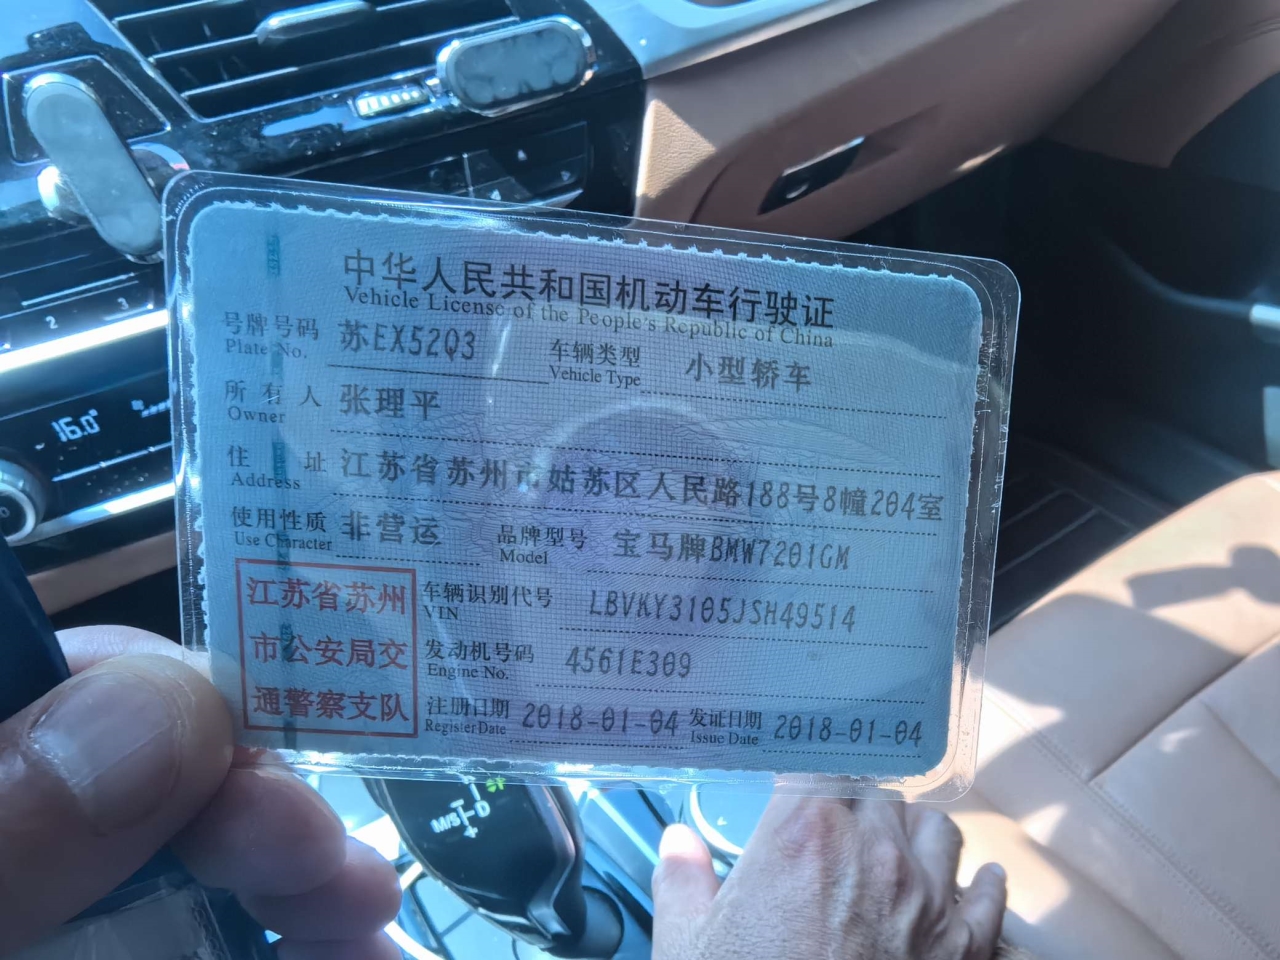 中华人民共和国机动车行驶证
Vehicle License of the People's Republic of China
号牌号码 苏EX52Q3 车辆类型 小型轿车
Plate No. Vehicle Type
所有人 张理平
Owner
住址 江苏省苏州市姑苏区人民路188号8幢204室
Address
使用性质 非营运 品牌型号 宝马牌BMW7201GM
Use Character Model
江苏省苏州 车辆识别代号 LBVKY3105JSH49514
VIN
市公安局交 发动机号码 4561E309
Engine No.
通警察支队 注册日期 2018-01-04 发证日期 2018-01-04
Register Date Issue Date
2 3
16.0°
M/S D
+